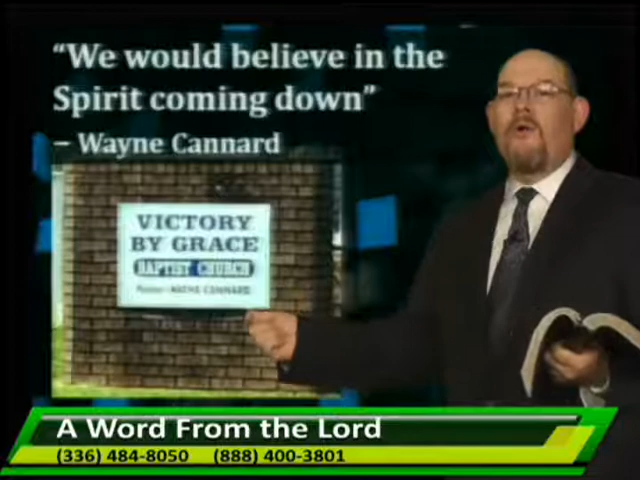 “We would believe in the
Spirit coming down”
– Wayne Cannard
VICTORY
BY GRACE
BAPTIST CHURCH
Pastor - WAYNE CANNARD
A Word From the Lord
(336) 484-8050 (888) 400-3801